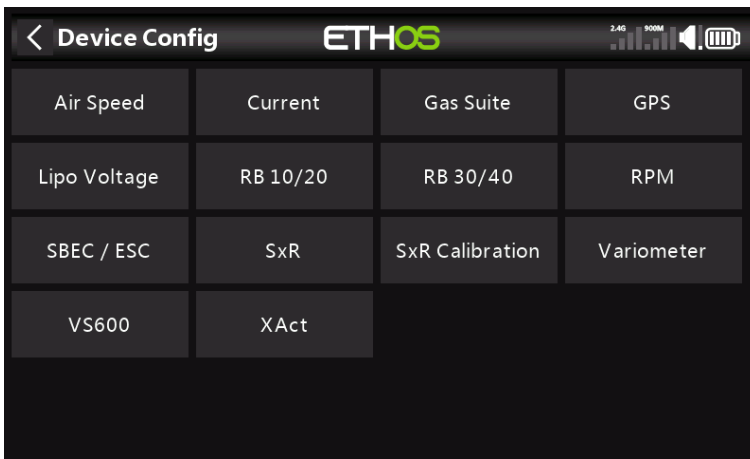 Device Config ETHOS 2.4G 900M
Air Speed Current Gas Suite GPS
Lipo Voltage RB 10/20 RB 30/40 RPM
SBEC / ESC SxR SxR Calibration Variometer
VS600 XAct